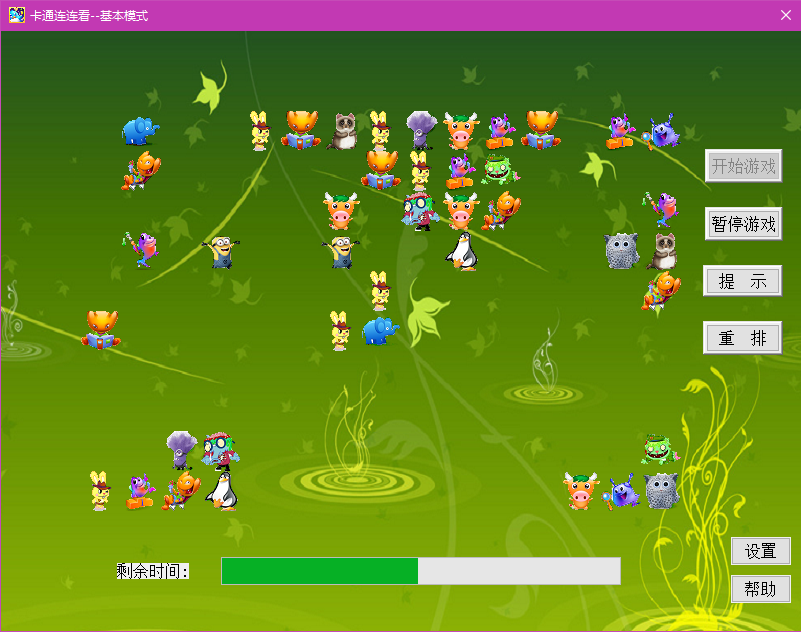 卡通连连看--基本模式
开始游戏
暂停游戏
提 示
重 排
设置
剩余时间:
帮助